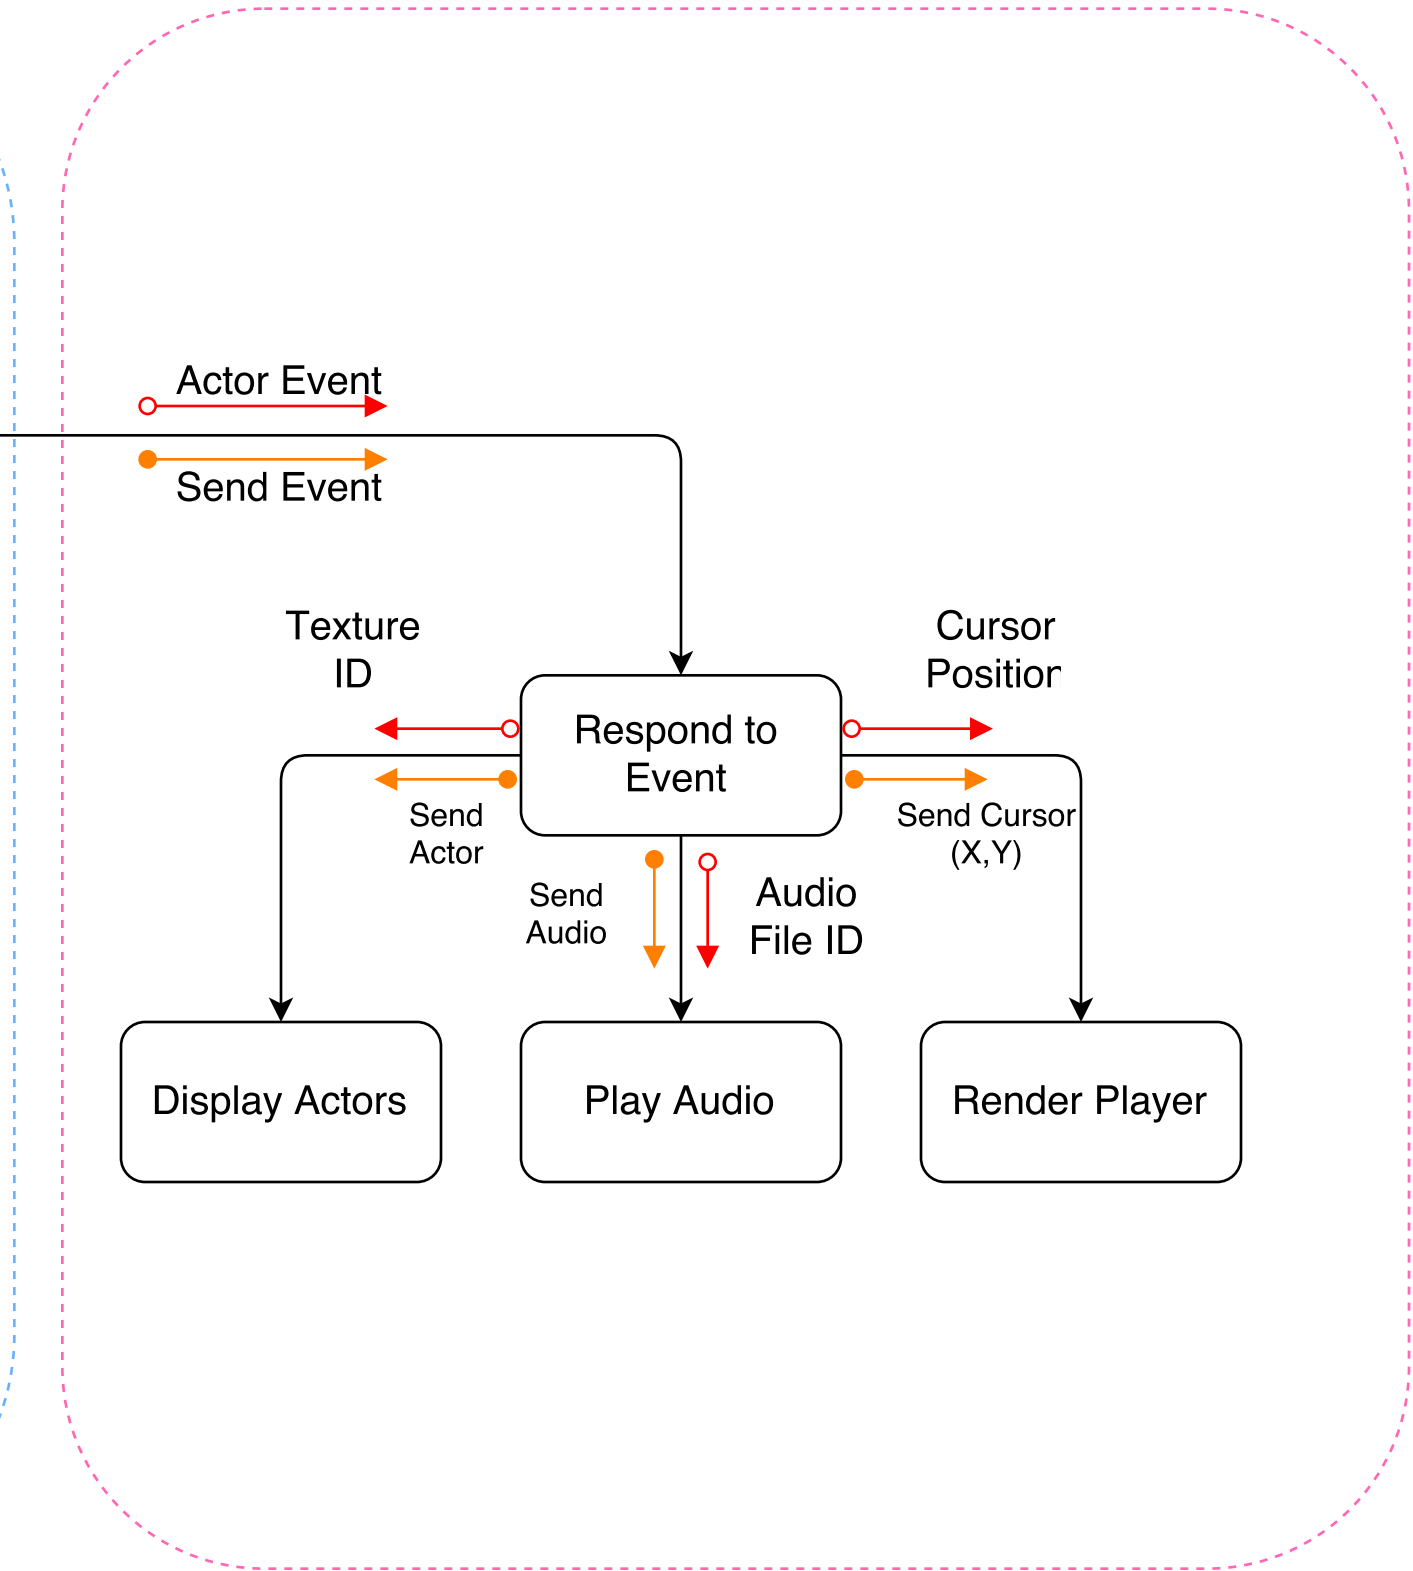 Actor Event
Send Event
Texture
ID
Cursor
Position
Respond to
Event
Send
Actor
Send Cursor
(X,Y)
Send
Audio
Audio
File ID
Display Actors
Play Audio
Render Player